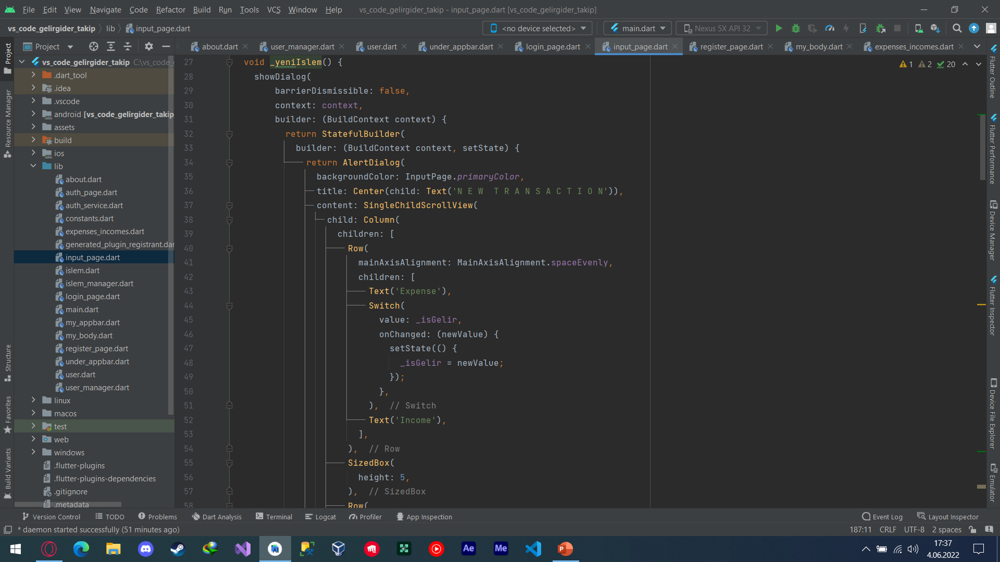 File Edit View Navigate Code Refactor Build Run Tools VCS Window Help vs_code_gelirgider_takip - input_page.dart [vs_code_gelirgider_takip]
vs_code_gelirgider_takip lib input_page.dart <no device selected> main.dart Nexus 5X API 32
Project about.dart user_manager.dart user.dart under_appbar.dart login_page.dart input_page.dart register_page.dart my_body.dart expenses_incomes.dart
Project
Resource Manager
Structure
Favorites
Build Variants
vs_code_gelirgider_takip C:\vs_code_
.dart_tool
.idea
.vscode
android [vs_code_gelirgider_takip
assets
build
ios
lib
about.dart
auth_page.dart
auth_service.dart
constants.dart
expenses_incomes.dart
generated_plugin_registrant.dar
input_page.dart
islem.dart
islem_manager.dart
login_page.dart
main.dart
my_appbar.dart
my_body.dart
register_page.dart
under_appbar.dart
user.dart
user_manager.dart
linux
macos
test
web
windows
.flutter-plugins
.flutter-plugins-dependencies
.gitignore
.metadata
27 void _yeniIslem() {
28 showDialog(
29 barrierDismissible: false,
30 context: context,
31 builder: (BuildContext context) {
32 return StatefulBuilder(
33 builder: (BuildContext context, setState) {
34 return AlertDialog(
35 backgroundColor: InputPage.primaryColor,
36 title: Center(child: Text('N E W  T R A N S A C T I O N')),
37 content: SingleChildScrollView(
38 child: Column(
39 children: [
40 Row(
41 mainAxisAlignment: MainAxisAlignment.spaceEvenly,
42 children: [
43 Text('Expense'),
44 Switch(
45 value: _isGelir,
46 onChanged: (newValue) {
47 setState(() {
48 _isGelir = newValue;
49 });
50 },
51 ), // Switch
52 Text('Income'),
53 ],
54 ), // Row
55 SizedBox(
56 height: 5,
57 ), // SizedBox
58 Row(
1 2 20
Flutter Outline
Flutter Performance
Device Manager
Flutter Inspector
Device File Explorer
Emulator
Version Control TODO Problems Dart Analysis Terminal Logcat Profiler App Inspection Event Log Layout Inspector
* daemon started successfully (51 minutes ago) 187:11 CRLF UTF-8 2 spaces
Ae Me
17:37
4.06.2022